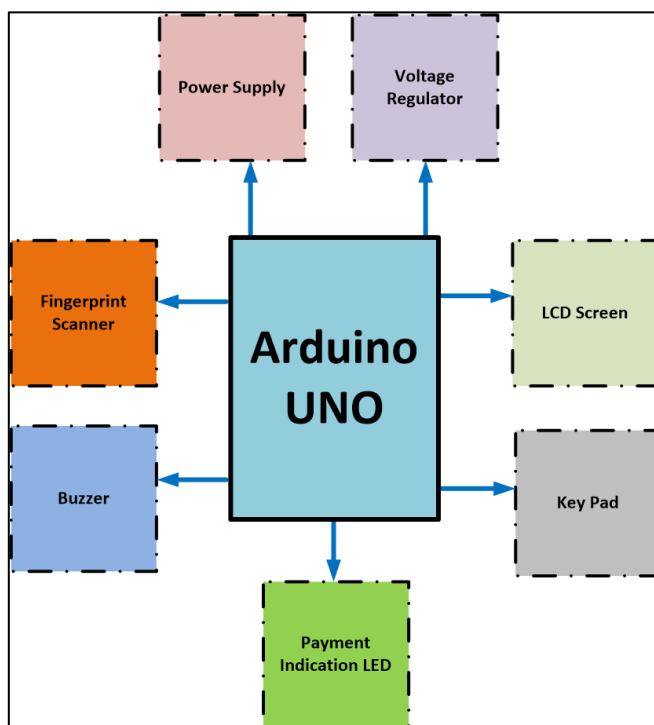 Power Supply
Voltage
Regulator
Fingerprint
Scanner
Arduino
UNO
LCD Screen
Buzzer
Key Pad
Payment
Indication LED